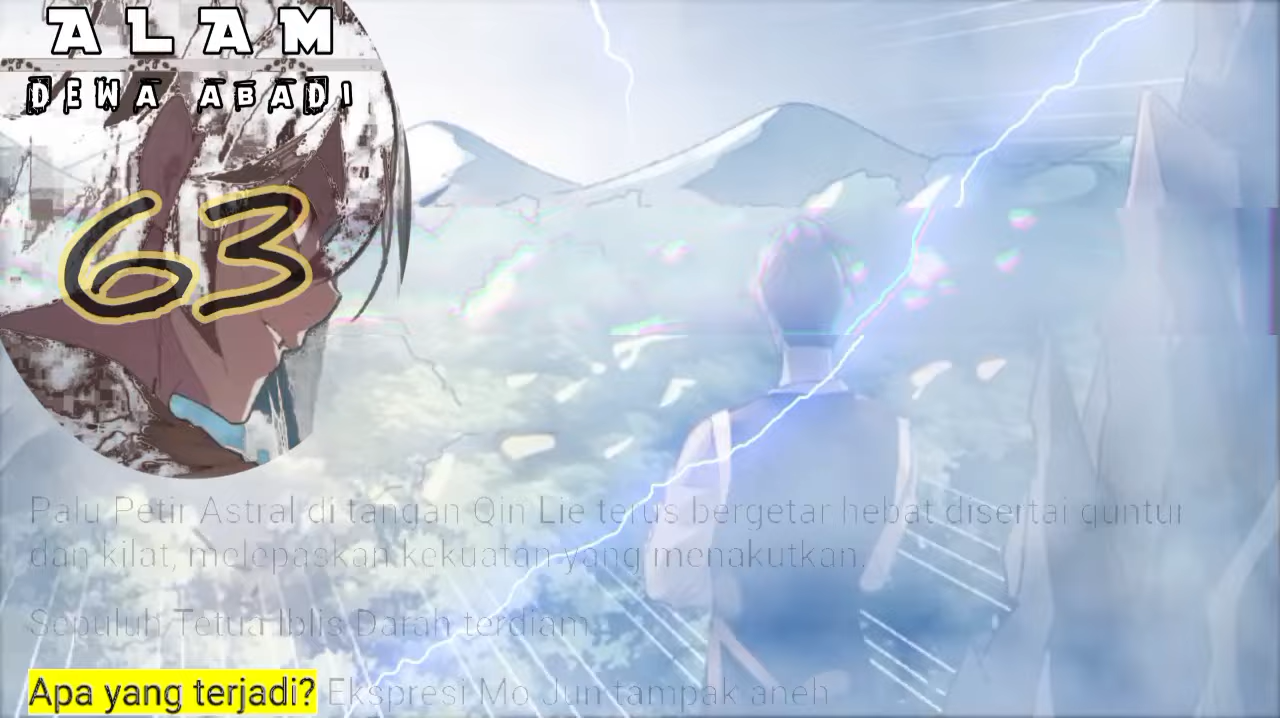 ALAM
DEWA ABADI
63
Palu Petir Astral di tangan Qin Lie terus bergetar hebat disertai guntur
dan kilat, melepaskan kekuatan yang menakutkan.
Sepuluh Tetua Iblis Darah terdiam.
Apa yang terjadi? Ekspresi Mo Jun tampak aneh